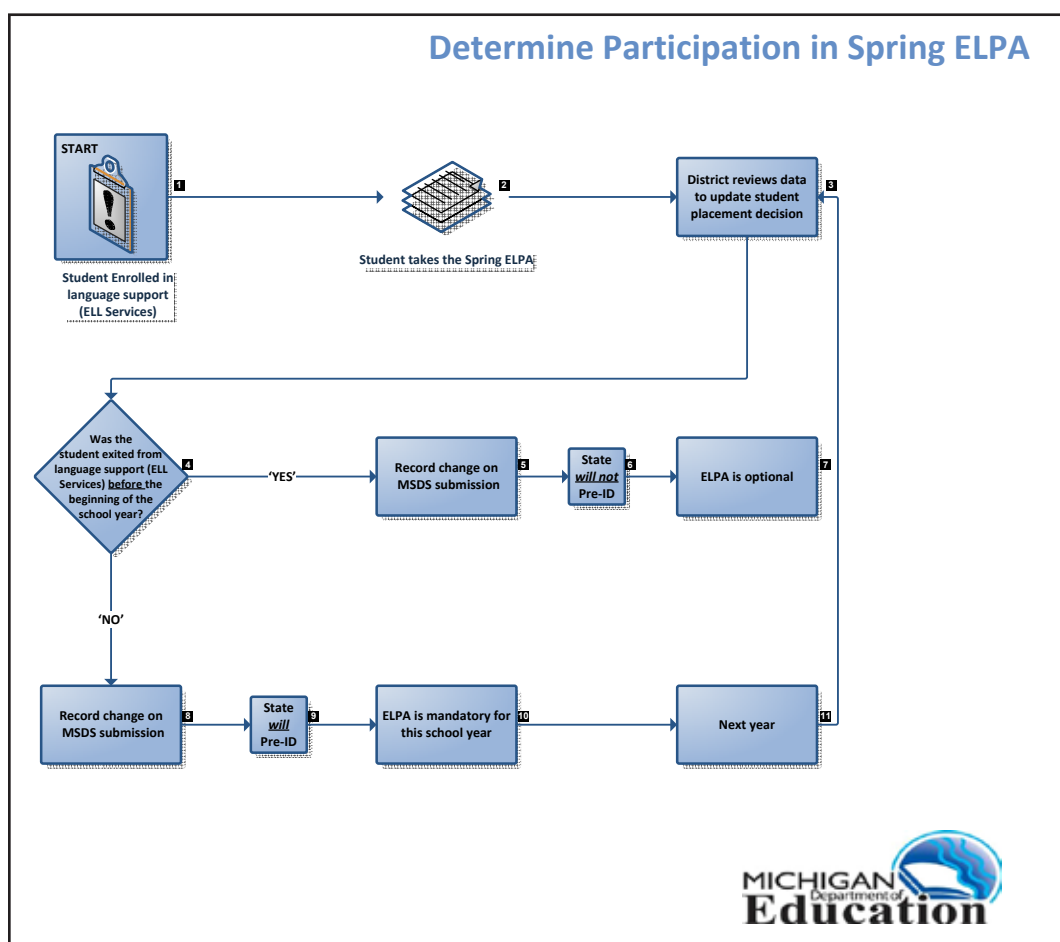 Determine Participation in Spring ELPA
START
1
2
3
District reviews data
to update student
placement decision
Student takes the Spring ELPA
Student Enrolled in
language support
(ELL Services)
Was the
student exited from
language support (ELL
Services) before the
beginning of the
school year?
4
‘YES’
Record change on
MSDS submission
5
State
will not
Pre-ID
6
ELPA is optional
7
‘NO’
Record change on
MSDS submission
8
State
will
Pre-ID
9
ELPA is mandatory for
this school year
10
Next year
11
MICHIGAN
Department of
Education